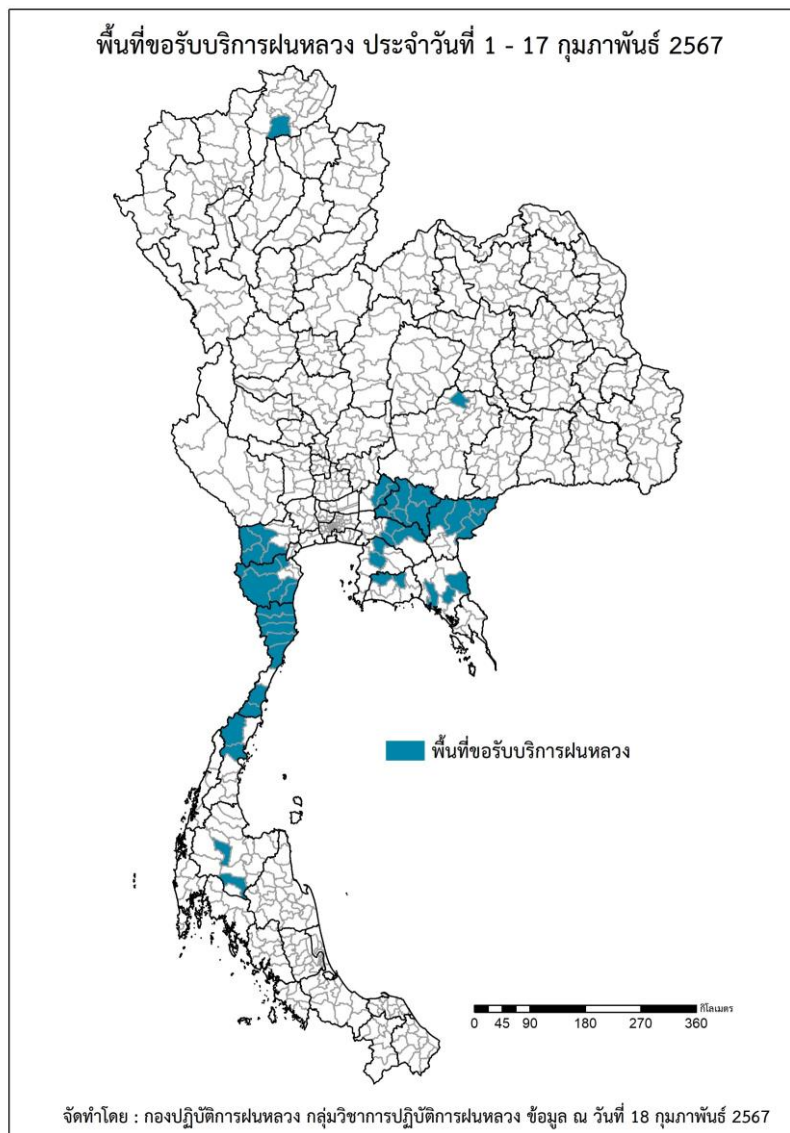 พื้นที่ขอรับบริการฝนหลวง ประจำวันที่ 1 - 17 กุมภาพันธ์ 2567
พื้นที่ขอรับบริการฝนหลวง
กิโลเมตร
0 45 90 180 270 360
จัดทำโดย : กองปฏิบัติการฝนหลวง กลุ่มวิชาการปฏิบัติการฝนหลวง ข้อมูล ณ วันที่ 18 กุมภาพันธ์ 2567